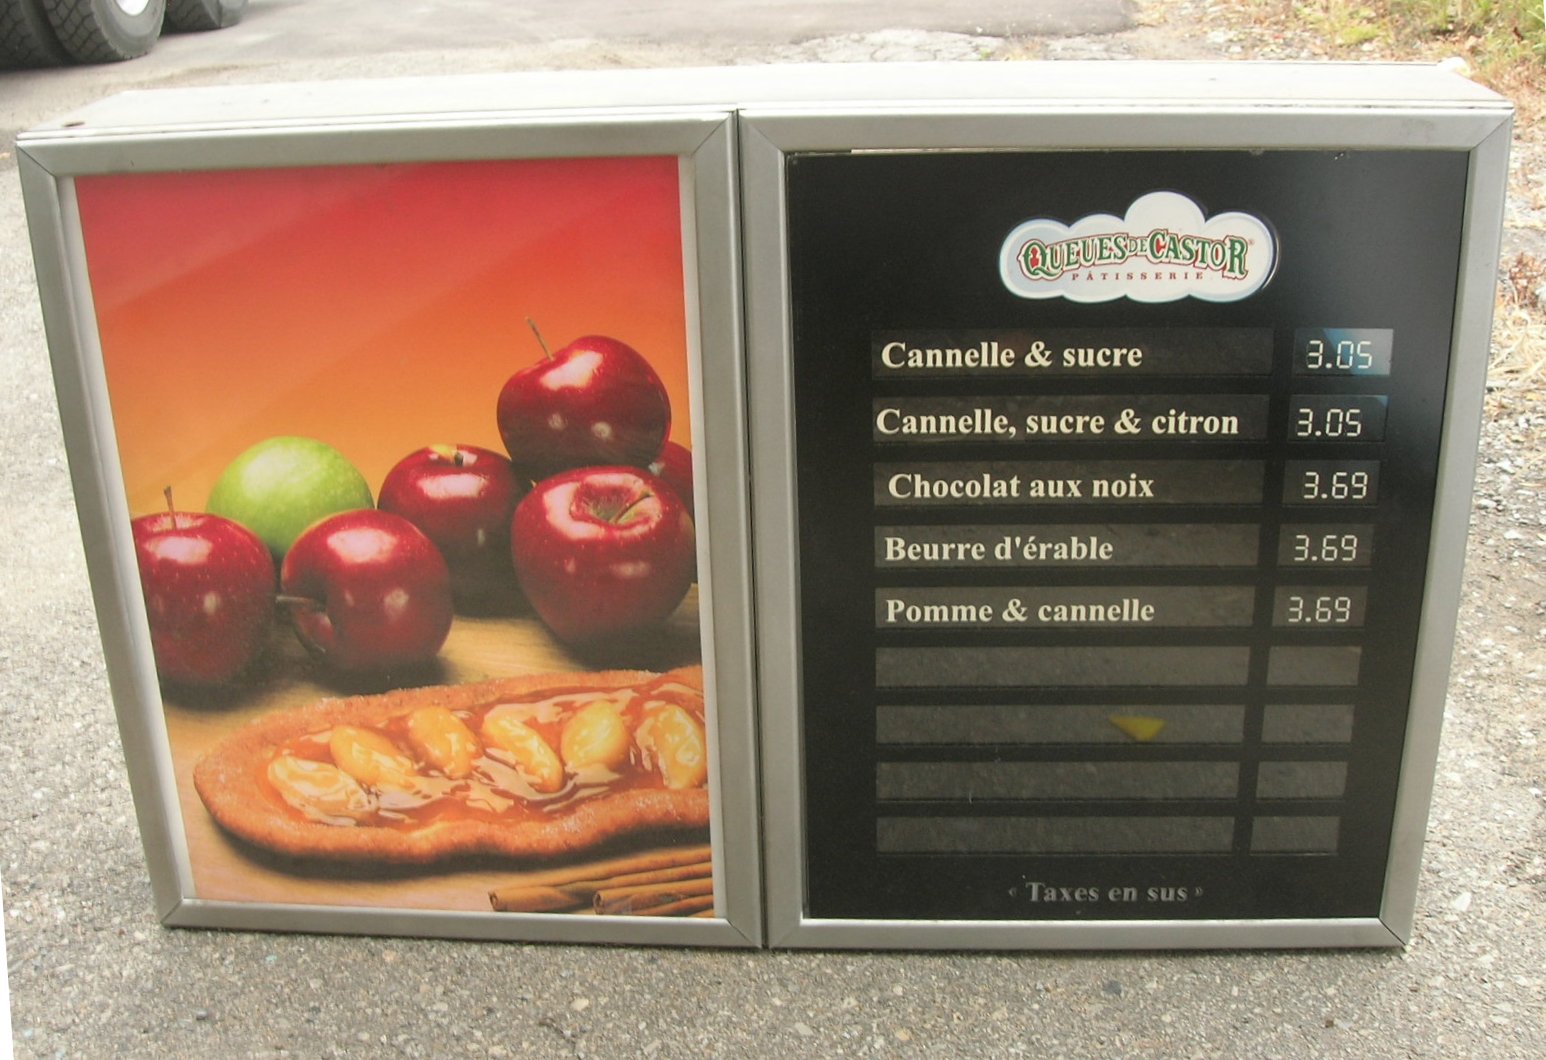 QUEUES DE CASTOR®
PÂTISSERIE
Cannelle & sucre 3.05
Cannelle, sucre & citron 3.05
Chocolat aux noix 3.69
Beurre d'érable 3.69
Pomme & cannelle 3.69
« Taxes en sus »